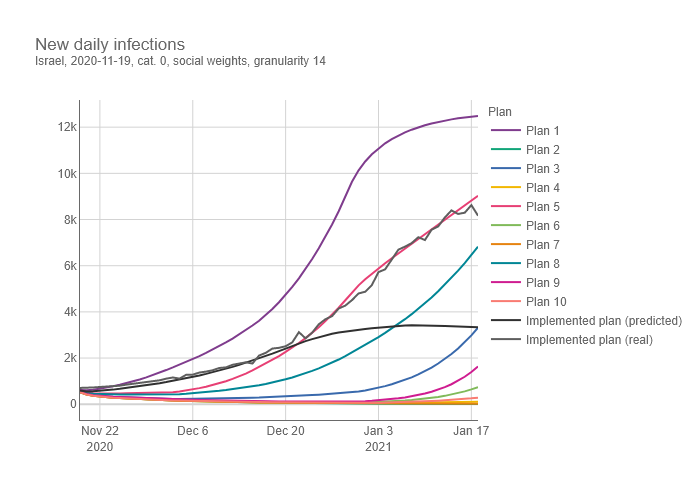 New daily infections
Israel, 2020-11-19, cat. 0, social weights, granularity 14
Plan
12k
10k
8k
6k
4k
2k
0
Nov 22
2020
Dec 6
Dec 20
Jan 3
2021
Jan 17
Plan 1
Plan 2
Plan 3
Plan 4
Plan 5
Plan 6
Plan 7
Plan 8
Plan 9
Plan 10
Implemented plan (predicted)
Implemented plan (real)